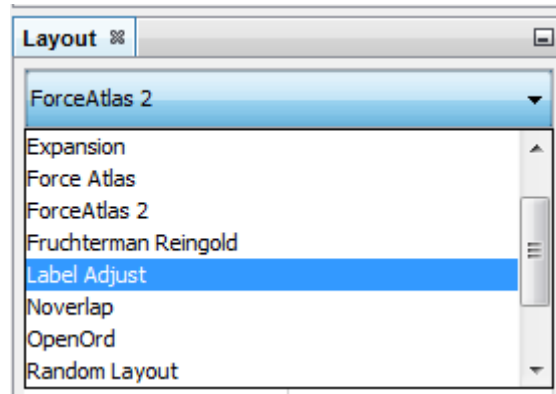 Layout
ForceAtlas 2
Expansion
Force Atlas
ForceAtlas 2
Fruchterman Reingold
Label Adjust
Noverlap
OpenOrd
Random Layout